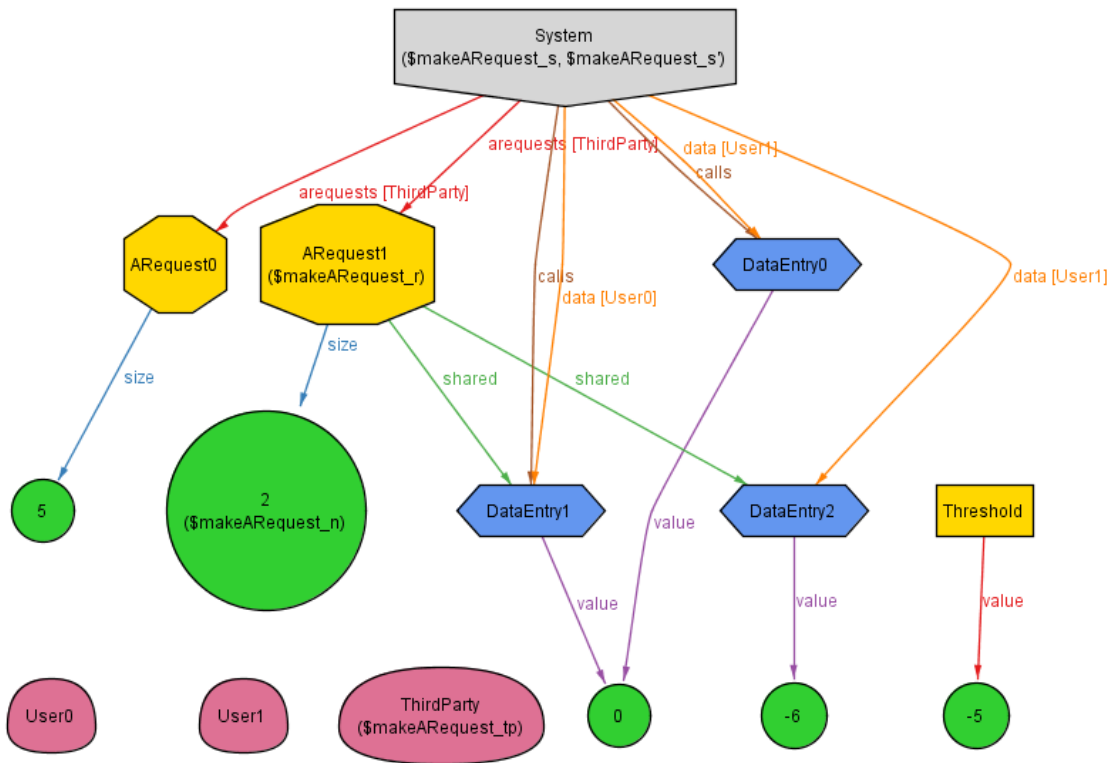 System
($makeARequest_s, $makeARequest_s')
arequests [ThirdParty]
data [User1]
calls
arequests [ThirdParty]
ARequest0
ARequest1
($makeARequest_r)
DataEntry0
calls
data [User1]
data [User0]
size
size
shared
shared
5
2
($makeARequest_n)
DataEntry1
DataEntry2
Threshold
value
value
value
value
User0
User1
ThirdParty
($makeARequest_tp)
0
-6
-5